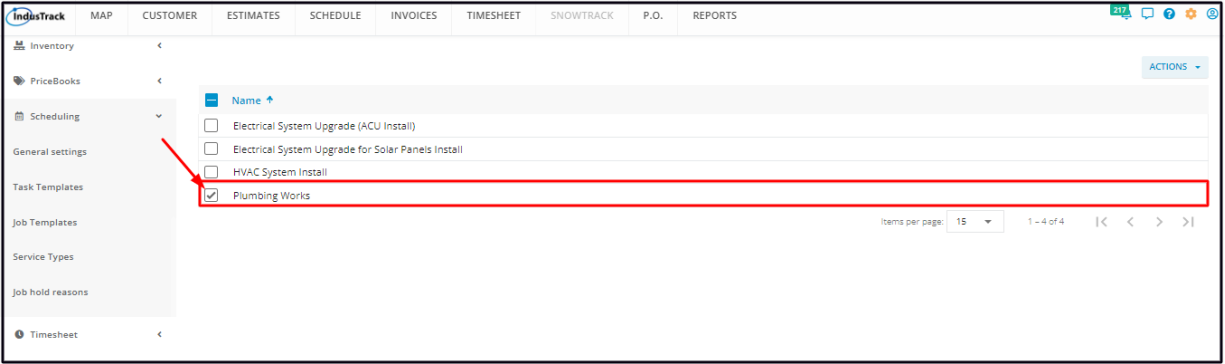 IndusTrack MAP CUSTOMER ESTIMATES SCHEDULE INVOICES TIMESHEET SNOWTRACK P.O. REPORTS 217
Inventory
PriceBooks
Scheduling
General settings
Task Templates
Job Templates
Service Types
Job hold reasons
Timesheet
ACTIONS
Name
Electrical System Upgrade (ACU Install)
Electrical System Upgrade for Solar Panels Install
HVAC System Install
Plumbing Works
Items per page: 15 1 – 4 of 4